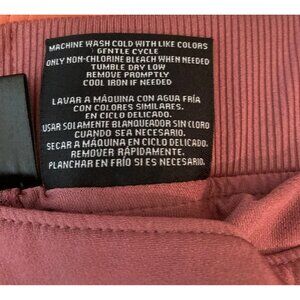 MACHINE WASH COLD WITH LIKE COLORS
GENTLE CYCLE
ONLY NON-CHLORINE BLEACH WHEN NEEDED
TUMBLE DRY LOW
REMOVE PROMPTLY
COOL IRON IF NEEDED
LAVAR A MÁQUINA CON AGUA FRÍA
CON COLORES SIMILARES.
EN CICLO DELICADO.
USAR SOLAMENTE BLANQUEADOR SIN CLORO
CUANDO SEA NECESARIO.
SECAR A MÁQUINA EN CICLO DELICADO.
REMOVER RÁPIDAMENTE.
PLANCHAR EN FRÍO SI ES NECESARIO.